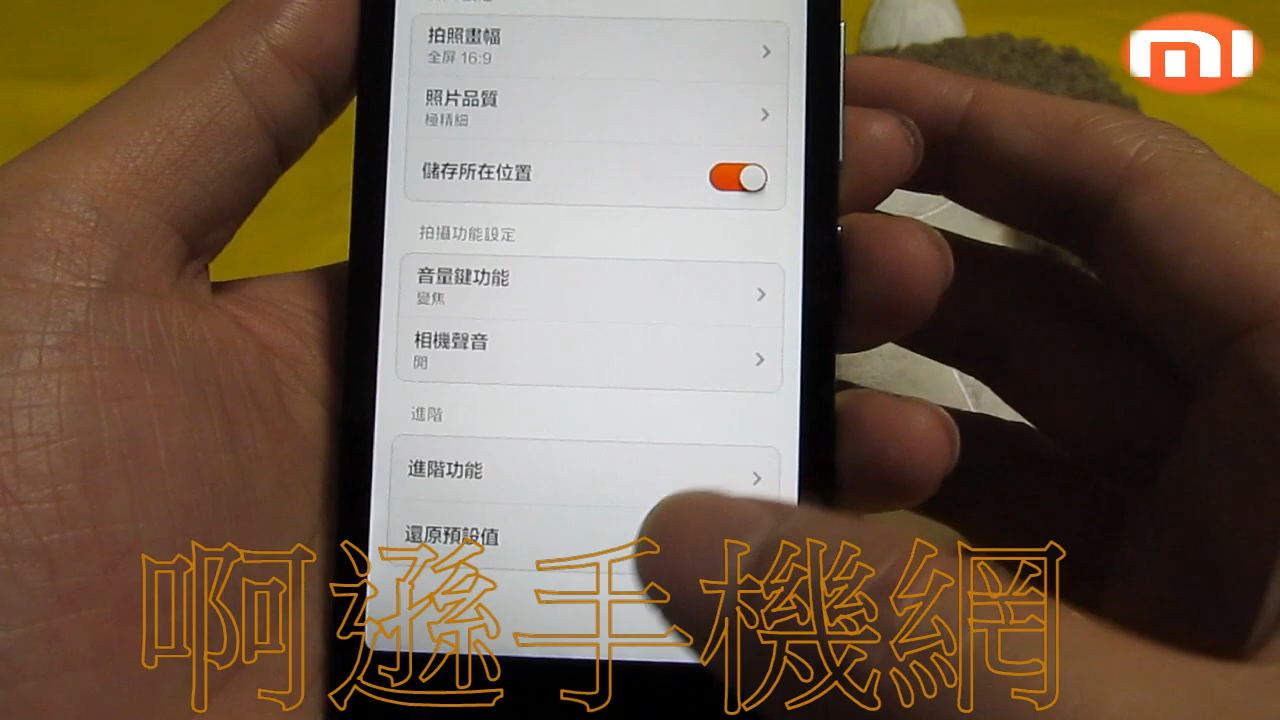 拍照畫幅
全屏 16:9
照片品質
極精細
儲存所在位置
拍攝功能設定
音量鍵功能
變焦
相機聲音
開
進階
進階功能
還原預設值
啊遜手機網
mi